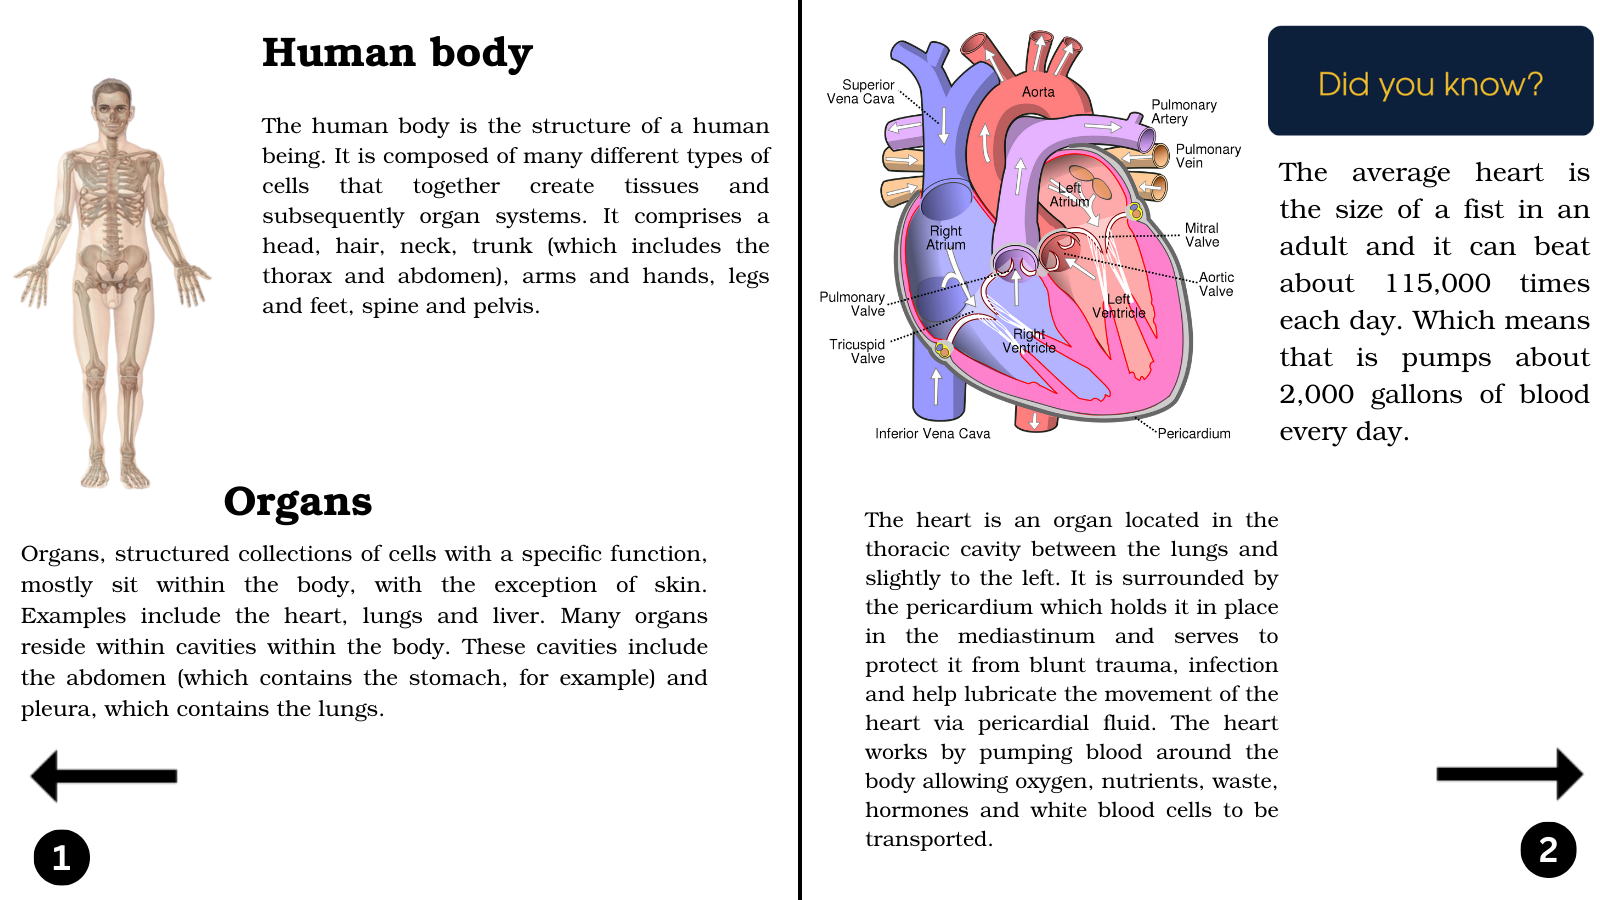 Human body
The human body is the structure of a human
being. It is composed of many different types of
cells that together create tissues and
subsequently organ systems. It comprises a
head, hair, neck, trunk (which includes the
thorax and abdomen), arms and hands, legs
and feet, spine and pelvis.
Organs
Organs, structured collections of cells with a specific function,
mostly sit within the body, with the exception of skin.
Examples include the heart, lungs and liver. Many organs
reside within cavities within the body. These cavities include
the abdomen (which contains the stomach, for example) and
pleura, which contains the lungs.
1
Superior
Vena Cava
Aorta
Pulmonary
Artery
Pulmonary
Vein
Left
Atrium
Right
Atrium
Mitral
Valve
Aortic
Valve
Pulmonary
Valve
Left
Ventricle
Right
Ventricle
Tricuspid
Valve
Inferior Vena Cava
Pericardium
Did you know?
The average heart is
the size of a fist in an
adult and it can beat
about 115,000 times
each day. Which means
that is pumps about
2,000 gallons of blood
every day.
The heart is an organ located in the
thoracic cavity between the lungs and
slightly to the left. It is surrounded by
the pericardium which holds it in place
in the mediastinum and serves to
protect it from blunt trauma, infection
and help lubricate the movement of the
heart via pericardial fluid. The heart
works by pumping blood around the
body allowing oxygen, nutrients, waste,
hormones and white blood cells to be
transported.
2